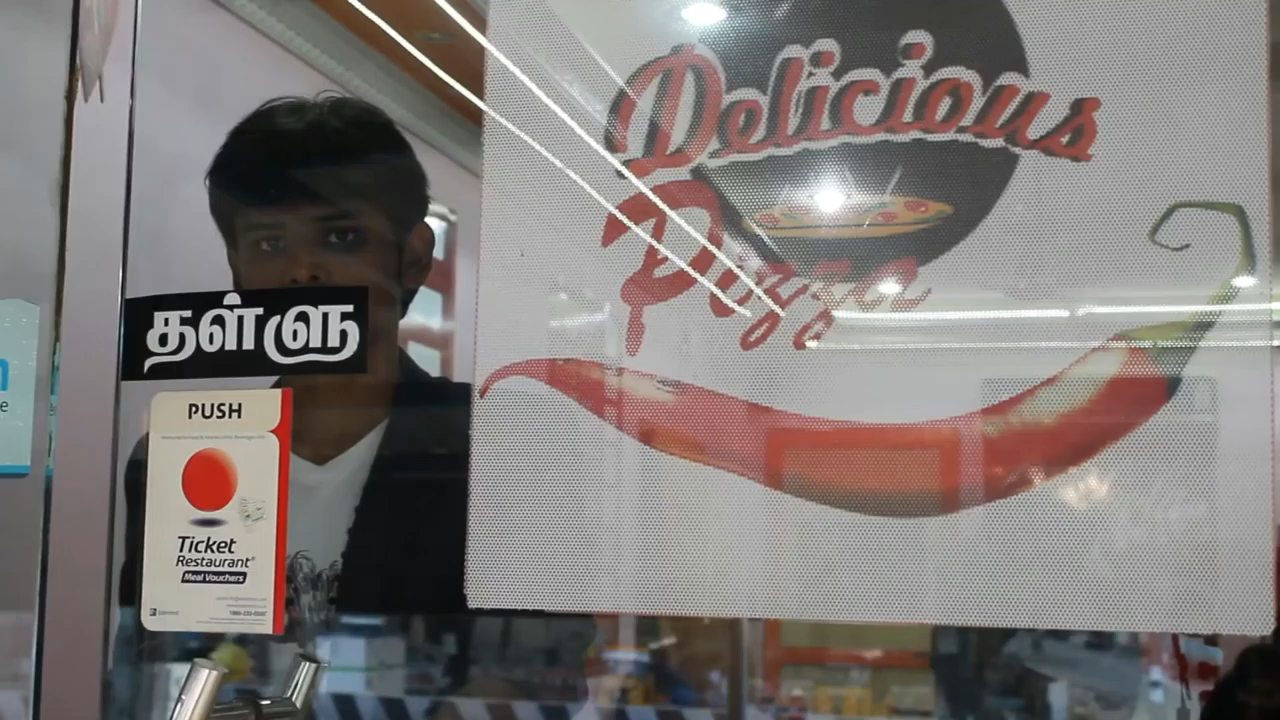 Delicious
Pizza
தள்ளு
PUSH
Ticket
Restaurant®
Meal Vouchers